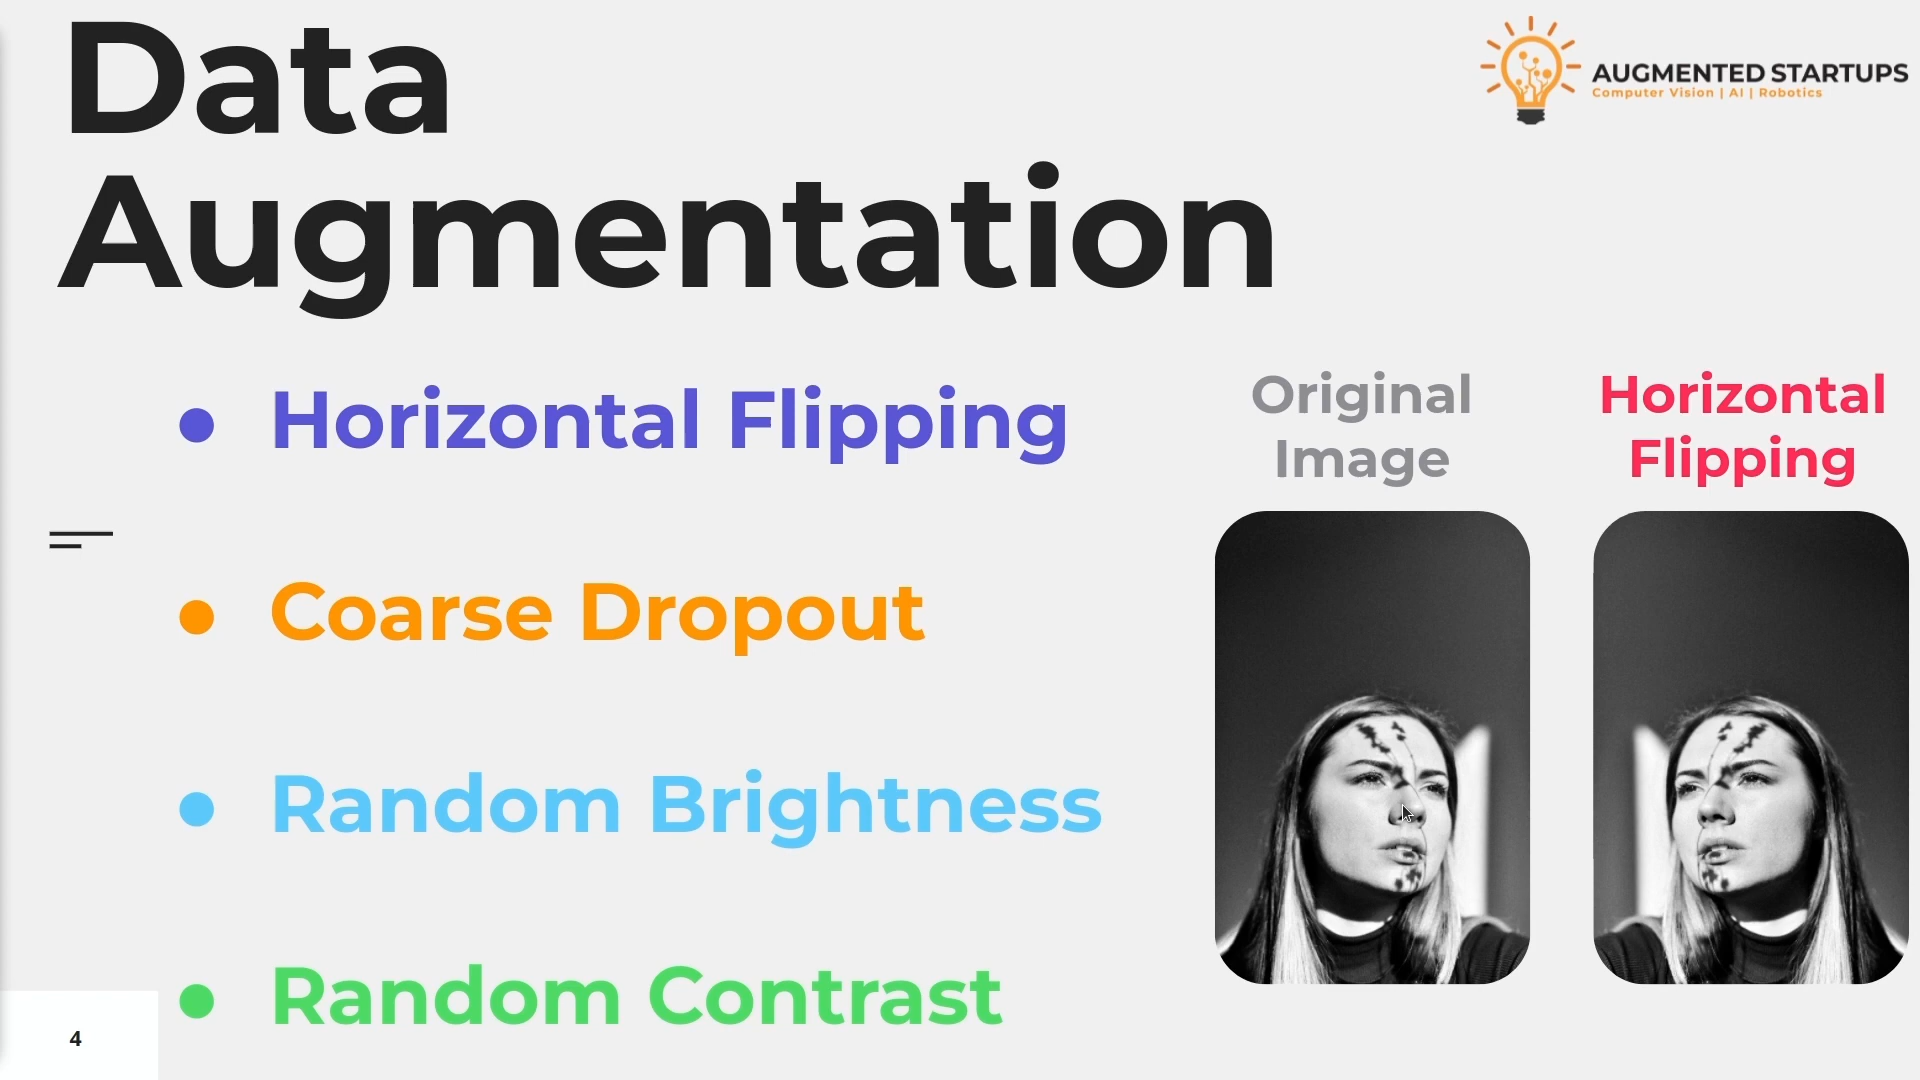 Data
Augmentation
AUGMENTED STARTUPS
Computer Vision | AI | Robotics
Horizontal Flipping
Coarse Dropout
Random Brightness
Random Contrast
Original
Image
Horizontal
Flipping
4